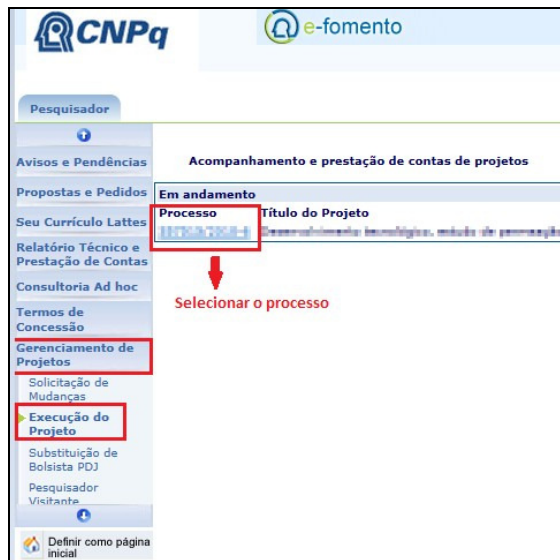 CNPq
e-fomento
Pesquisador
Avisos e Pendências
Propostas e Pedidos
Seu Currículo Lattes
Relatório Técnico e
Prestação de Contas
Consultoria Ad hoc
Termos de
Concessão
Gerenciamento de
Projetos
Solicitação de
Mudanças
Execução do
Projeto
Substituição de
Bolsista PDJ
Pesquisador
Visitante
Definir como página
inicial
Acompanhamento e prestação de contas de projetos
Em andamento
Processo Título do Projeto
Selecionar o processo